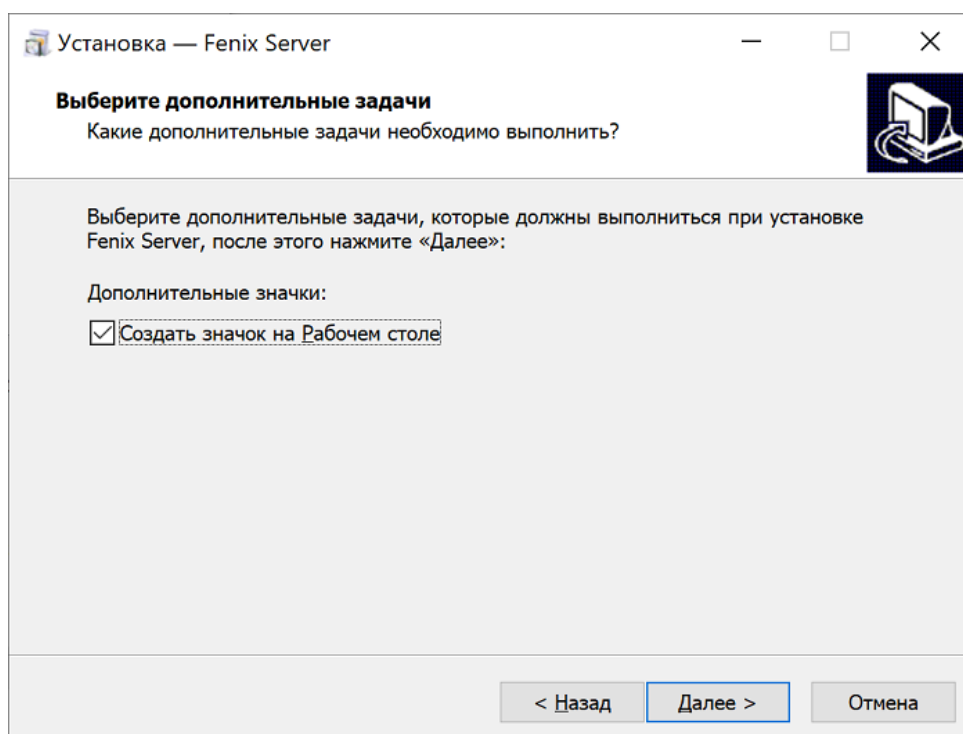 Установка — Fenix Server
Выберите дополнительные задачи
Какие дополнительные задачи необходимо выполнить?
Выберите дополнительные задачи, которые должны выполниться при установке
Fenix Server, после этого нажмите «Далее»:
Дополнительные значки:
Создать значок на Рабочем столе
< Назад
Далее >
Отмена